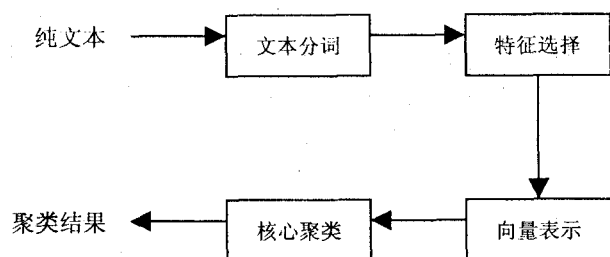 纯文本
文本分词
特征选择
聚类结果
核心聚类
向量表示